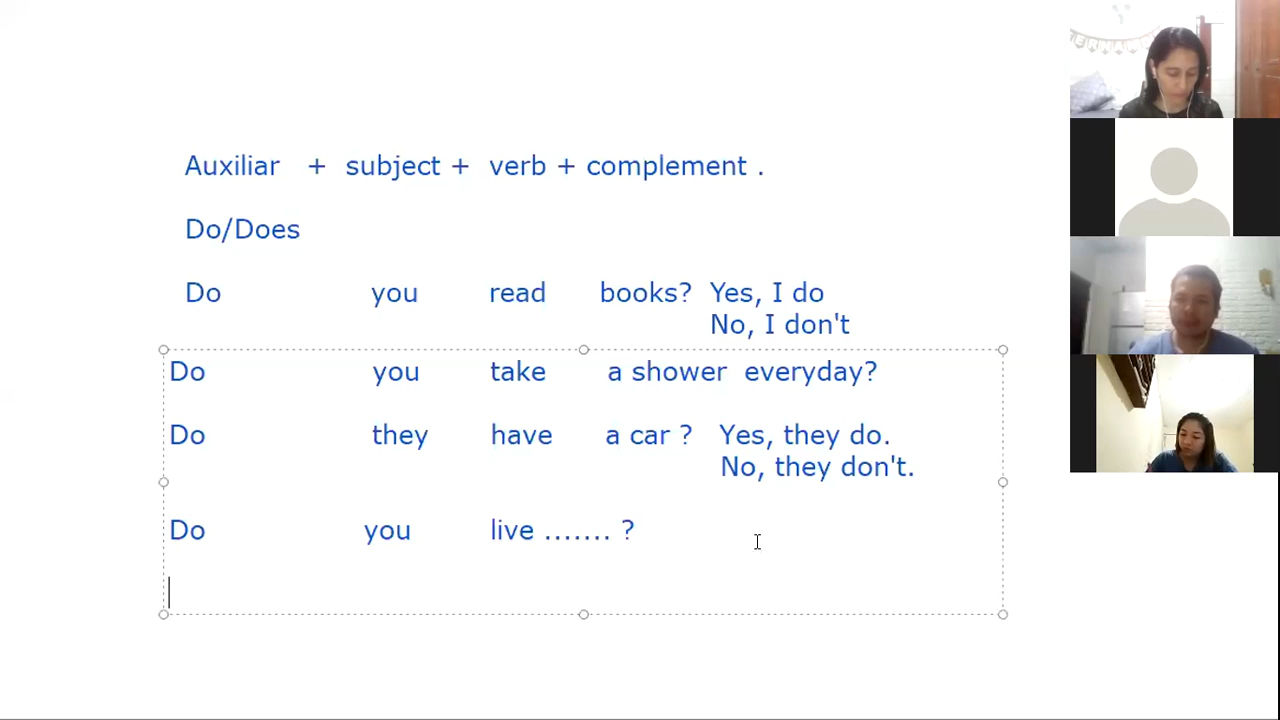 Auxiliar + subject + verb + complement .
Do/Does
Do you read books? Yes, I do
No, I don't
Do you take a shower everyday?
Do they have a car ? Yes, they do.
No, they don't.
Do you live ....... ?